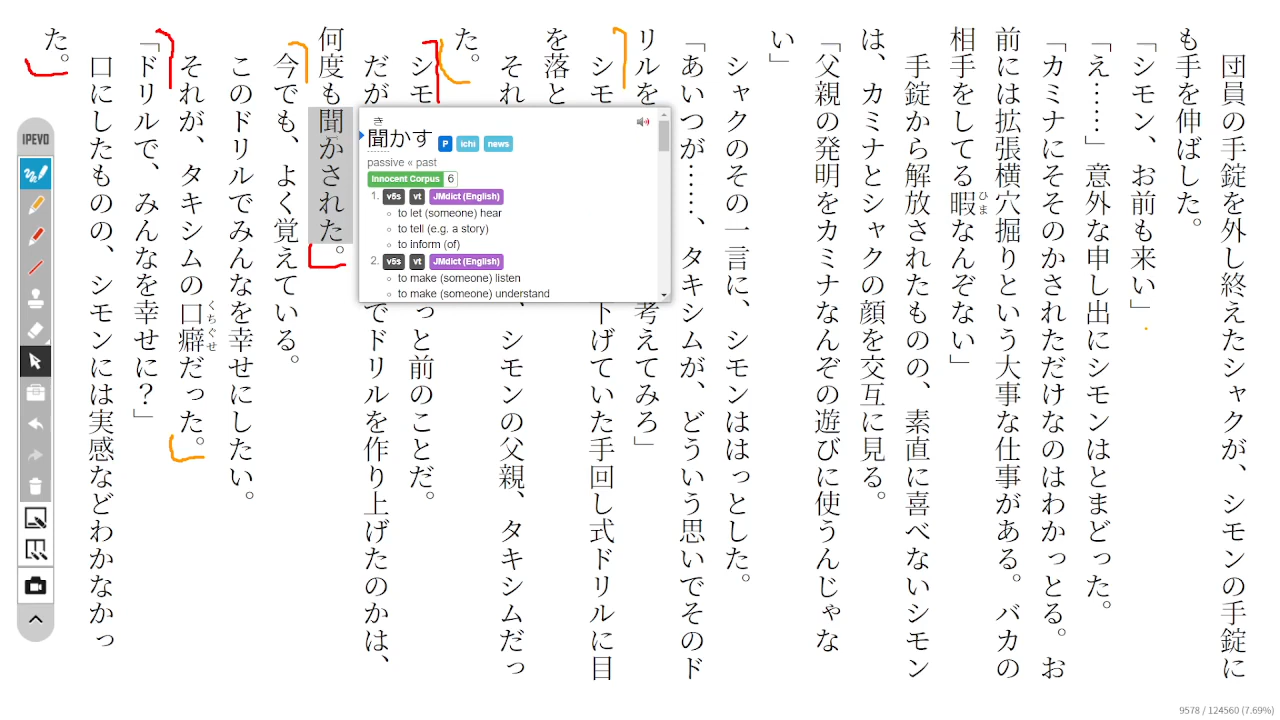 団員の手錠を外し終えたシャクが、シモンの手錠に
も手を伸ばした。
「シモン、お前も来い」
「え……」意外な申し出にシモンはとまどった。
「カミナにそそのかされただけなのはわかっとる。お
前には拡張横穴掘りという大事な仕事がある。バカの
相手をしてる暇なんぞない」
ひま
手錠から解放されたものの、素直に喜べないシモン
は、カミナとシャクの顔を交互に見る。
「父親の発明をカミナなんぞの遊びに使うんじゃな
い」
シャクのその一言に、シモンははっとした。
「あいつが……、タキシムが、どういう思いでそのド
リルを
考えてみろ」
シモ
下げていた手回し式ドリルに目
を落と
それ
、シモンの父親、タキシムだっ
た。
シモ
っと前のことだ。
だが
でドリルを作り上げたのかは、
何度も聞かされた。
今でも、よく覚えている。
このドリルでみんなを幸せにしたい。
それが、タキシムの口癖だった。
くちぐせ
「ドリルで、みんなを幸せに？」
口にしたものの、シモンには実感などわかなかっ
た。
き
聞かす P ichi news
passive « past
Innocent Corpus 6
1. v5s vt JMdict (English)
to let (someone) hear
to tell (e.g. a story)
to inform (of)
2. v5s vt JMdict (English)
to make (someone) listen
to make (someone) understand
IPEVO
9578 / 124560 (7.69%)